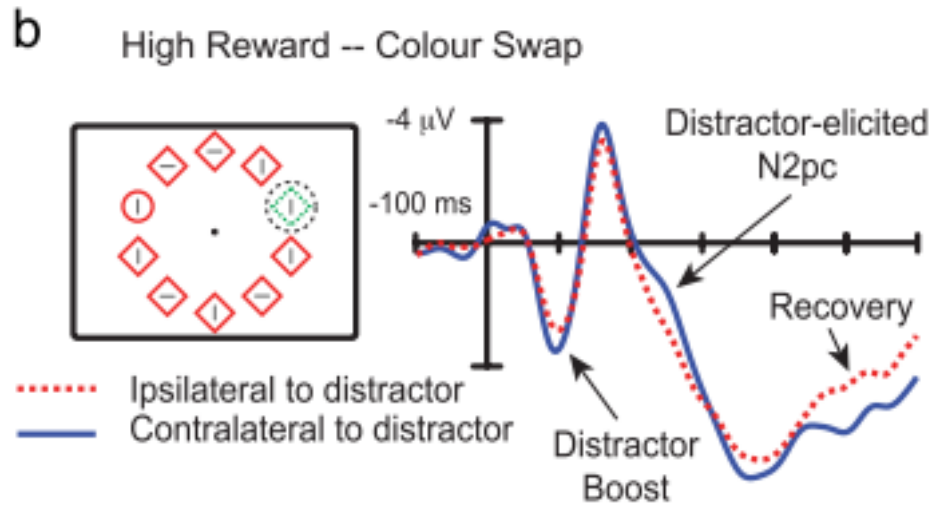 b
High Reward -- Colour Swap
-4 µV
-100 ms
Distractor-elicited
N2pc
Recovery
Distractor
Boost
Ipsilateral to distractor
Contralateral to distractor